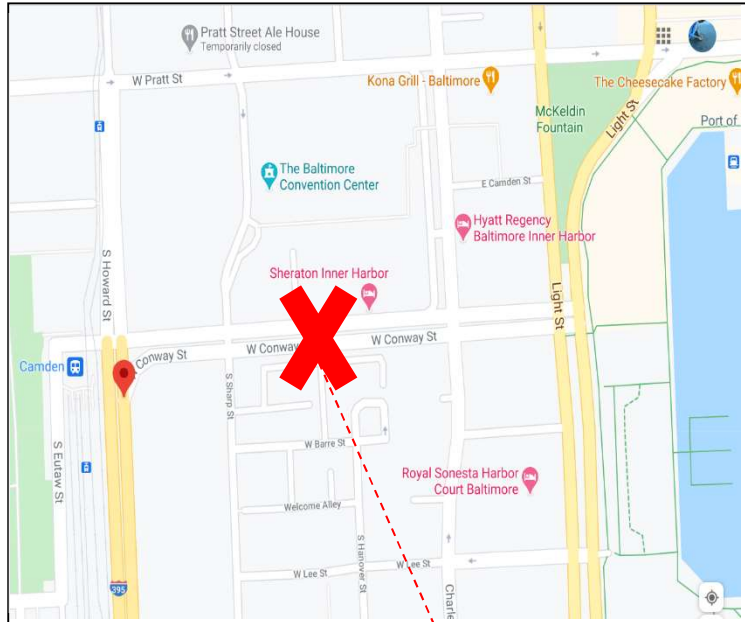 Pratt Street Ale House
Temporarily closed
W Pratt St
Kona Grill - Baltimore
The Cheesecake Factory
McKeldin
Fountain
Light St
Port of
The Baltimore
Convention Center
E Camden St
Hyatt Regency
Baltimore Inner Harbor
S Howard St
Sheraton Inner Harbor
Light St
Camden
Conway St
W Conway
W Conway St
S Sharp St
S Eutaw St
W Barre St
Royal Sonesta Harbor
Court Baltimore
Welcome Alley
S Hanover St
W Lee St
W Lee St
Charle
395